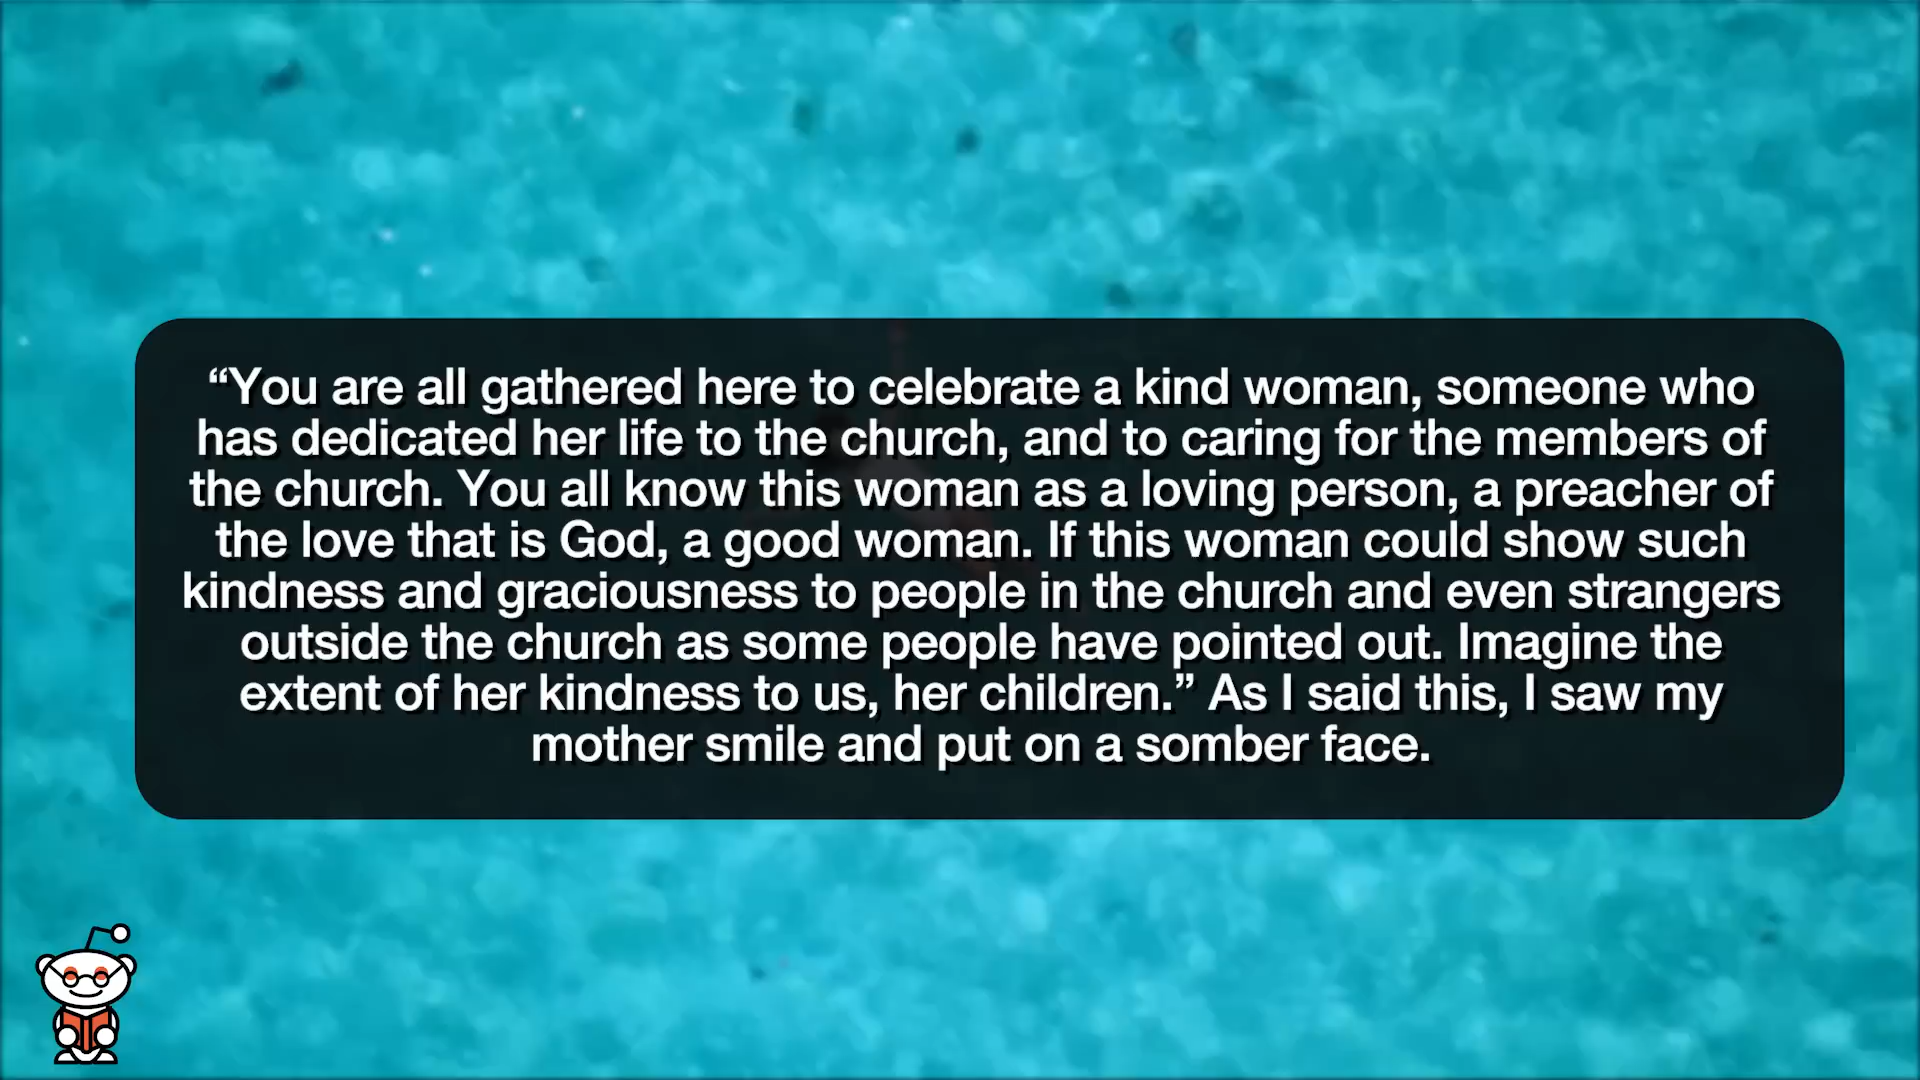 “You are all gathered here to celebrate a kind woman, someone who
has dedicated her life to the church, and to caring for the members of
the church. You all know this woman as a loving person, a preacher of
the love that is God, a good woman. If this woman could show such
kindness and graciousness to people in the church and even strangers
outside the church as some people have pointed out. Imagine the
extent of her kindness to us, her children.” As I said this, I saw my
mother smile and put on a somber face.